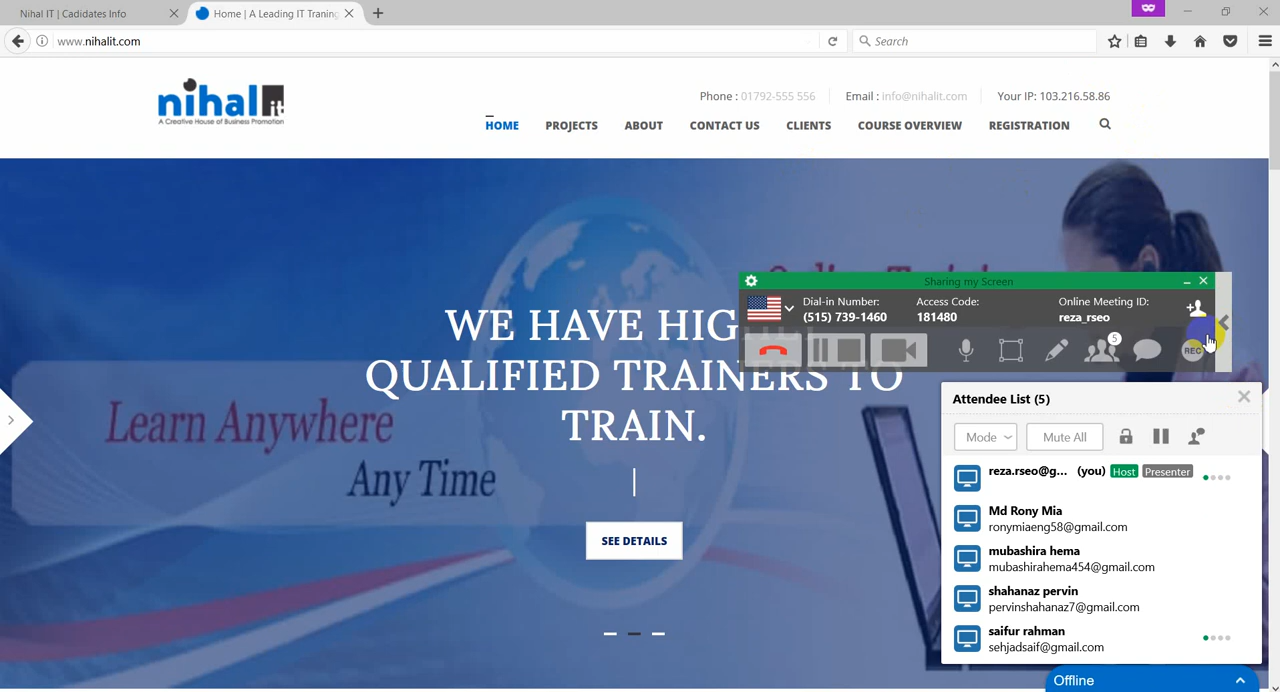 Nihal IT | Cadidates Info
Home | A Leading IT Training
www.nihalit.com
Search
nihal it
A Creative House of Business Promotion
Phone : 01792-555 556
Email : info@nihalit.com
Your IP: 103.216.58.86
HOME
PROJECTS
ABOUT
CONTACT US
CLIENTS
COURSE OVERVIEW
REGISTRATION
WE HAVE HIG
QUALIFIED TRAINERS TO
TRAIN.
Learn Anywhere
Any Time
SEE DETAILS
Sharing my Screen
Dial-in Number:
(515) 739-1460
Access Code:
181480
Online Meeting ID:
reza_rseo
5
REC
Attendee List (5)
Mode
Mute All
reza.rseo@g... (you) Host Presenter
Md Rony Mia
ronymiaeng58@gmail.com
mubashira hema
mubashirahema454@gmail.com
shahanaz pervin
pervinshahanaz7@gmail.com
saifur rahman
sehjadsaif@gmail.com
Offline